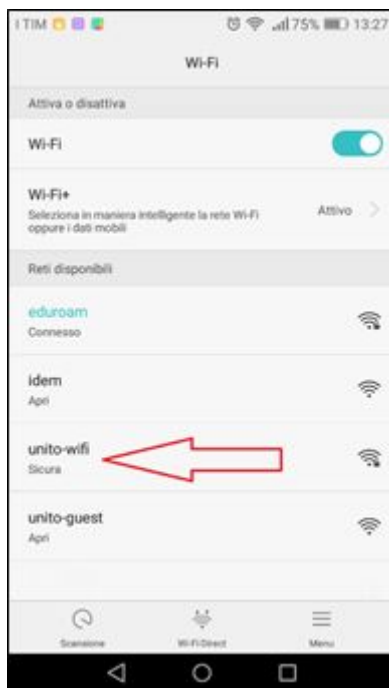 I TIM 75% 13:27
Wi-Fi
Attiva o disattiva
Wi-Fi
Wi-Fi+
Seleziona in maniera intelligente la rete Wi-Fi
oppure i dati mobili
Attivo
Reti disponibili
eduroam
Connesso
idem
Apri
unito-wifi
Sicura
unito-guest
Apri
Scansione Wi-Fi Direct Menu